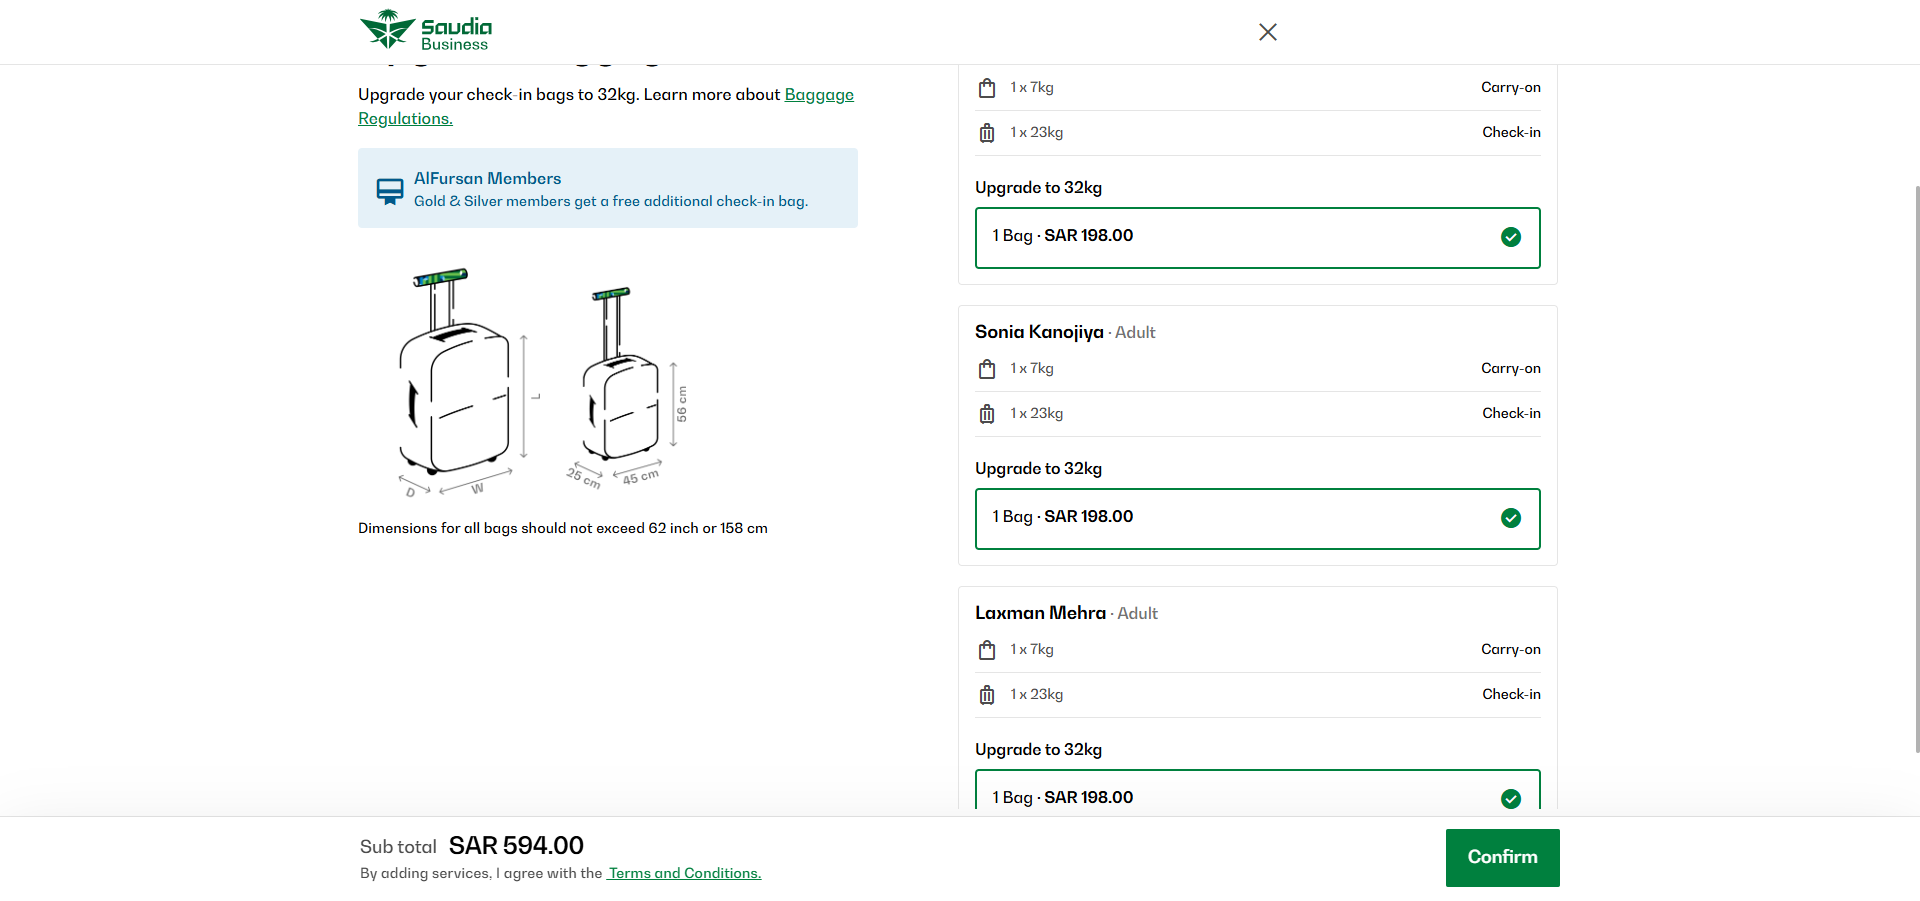 Saudia
Business
Upgrade your check-in bags to 32kg. Learn more about Baggage
Regulations.
AlFursan Members
Gold & Silver members get a free additional check-in bag.
L
D
W
56 cm
25 cm
45 cm
Dimensions for all bags should not exceed 62 inch or 158 cm
1 x 7kg Carry-on
1 x 23kg Check-in
Upgrade to 32kg
1 Bag · SAR 198.00
Sonia Kanojiya · Adult
1 x 7kg Carry-on
1 x 23kg Check-in
Upgrade to 32kg
1 Bag · SAR 198.00
Laxman Mehra · Adult
1 x 7kg Carry-on
1 x 23kg Check-in
Upgrade to 32kg
1 Bag · SAR 198.00
Sub total SAR 594.00
By adding services, I agree with the Terms and Conditions.
Confirm